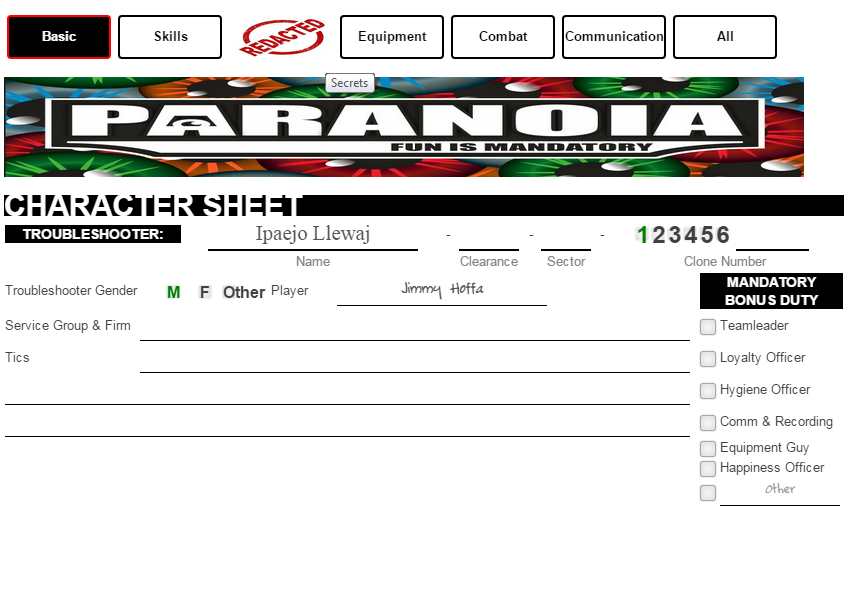 Basic Skills REDACTED Equipment Combat Communication All
Secrets
PARANOIA
FUN IS MANDATORY
CHARACTER SHEET
TROUBLESHOOTER: Ipaejo Llewaj - - - 123456
Name Clearance Sector Clone Number
Troubleshooter Gender M F Other Player Jimmy Hoffa
MANDATORY
BONUS DUTY
Service Group & Firm
Teamleader
Tics
Loyalty Officer
Hygiene Officer
Comm & Recording
Equipment Guy
Happiness Officer
Other